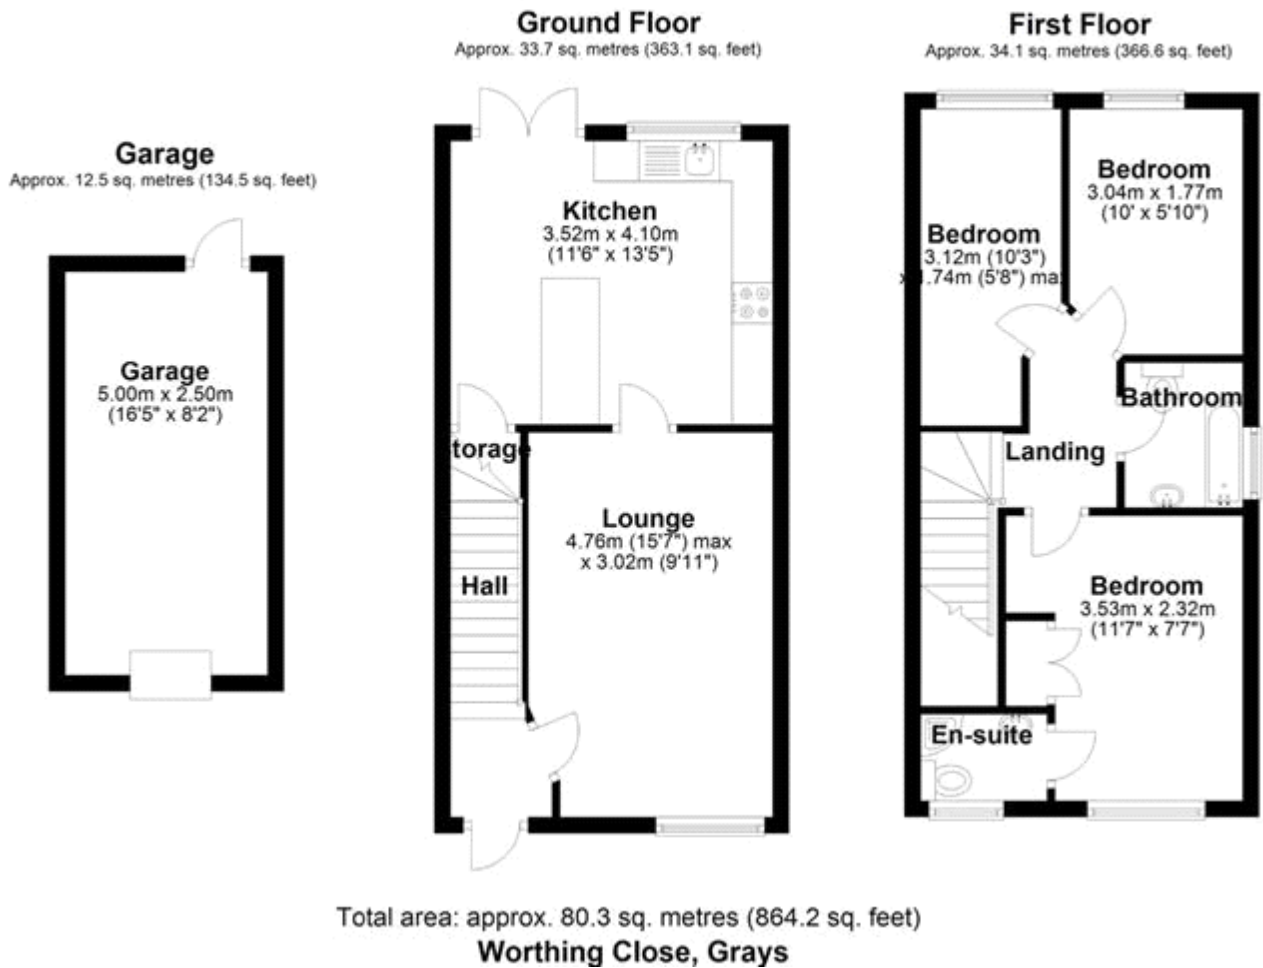 Ground Floor
Approx. 33.7 sq. metres (363.1 sq. feet)
First Floor
Approx. 34.1 sq. metres (366.6 sq. feet)
Garage
Approx. 12.5 sq. metres (134.5 sq. feet)
Garage
5.00m x 2.50m
(16'5" x 8'2")
Kitchen
3.52m x 4.10m
(11'6" x 13'5")
torage
Lounge
4.76m (15'7") max
x 3.02m (9'11")
Hall
Bedroom
3.12m (10'3")
x 1.74m (5'8") ma
Bedroom
3.04m x 1.77m
(10' x 5'10")
Bathroom
Landing
Bedroom
3.53m x 2.32m
(11'7" x 7'7")
En-suite
Total area: approx. 80.3 sq. metres (864.2 sq. feet)
Worthing Close, Grays